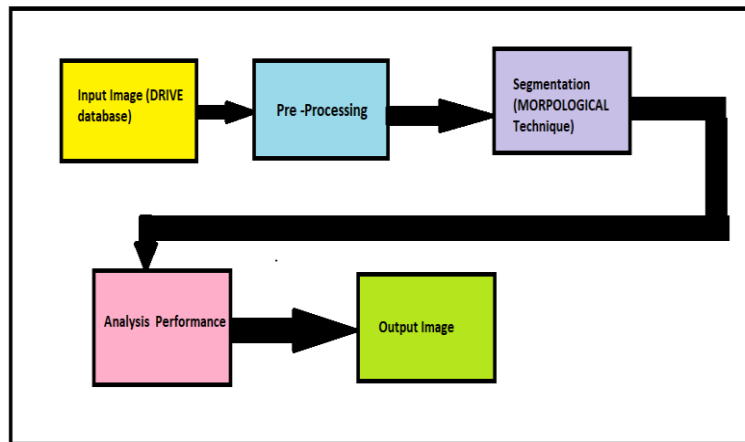 Input Image (DRIVE
database)
Pre -Processing
Segmentation
(MORPOLOGICAL
Technique)
Analysis Performance
Output Image